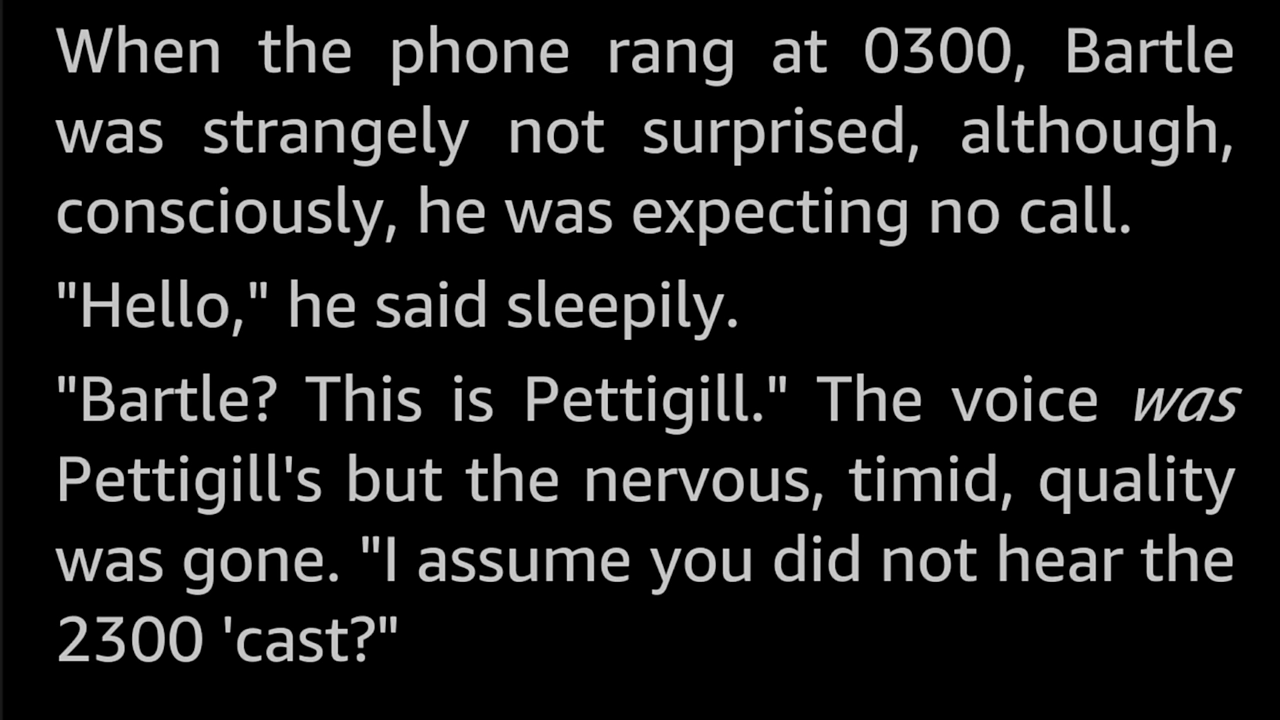 When the phone rang at 0300, Bartle
was strangely not surprised, although,
consciously, he was expecting no call.
"Hello," he said sleepily.
"Bartle? This is Pettigill." The voice was
Pettigill's but the nervous, timid, quality
was gone. "I assume you did not hear the
2300 'cast?"